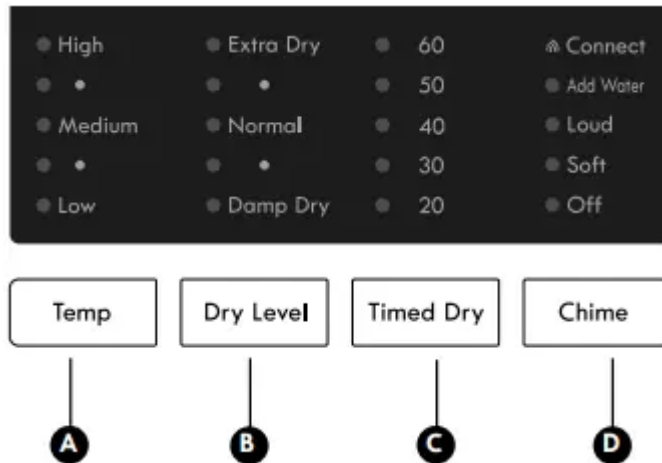 High Extra Dry 60 Connect
50 Add Water
Medium Normal 40 Loud
30 Soft
Low Damp Dry 20 Off
Temp Dry Level Timed Dry Chime
A B C D